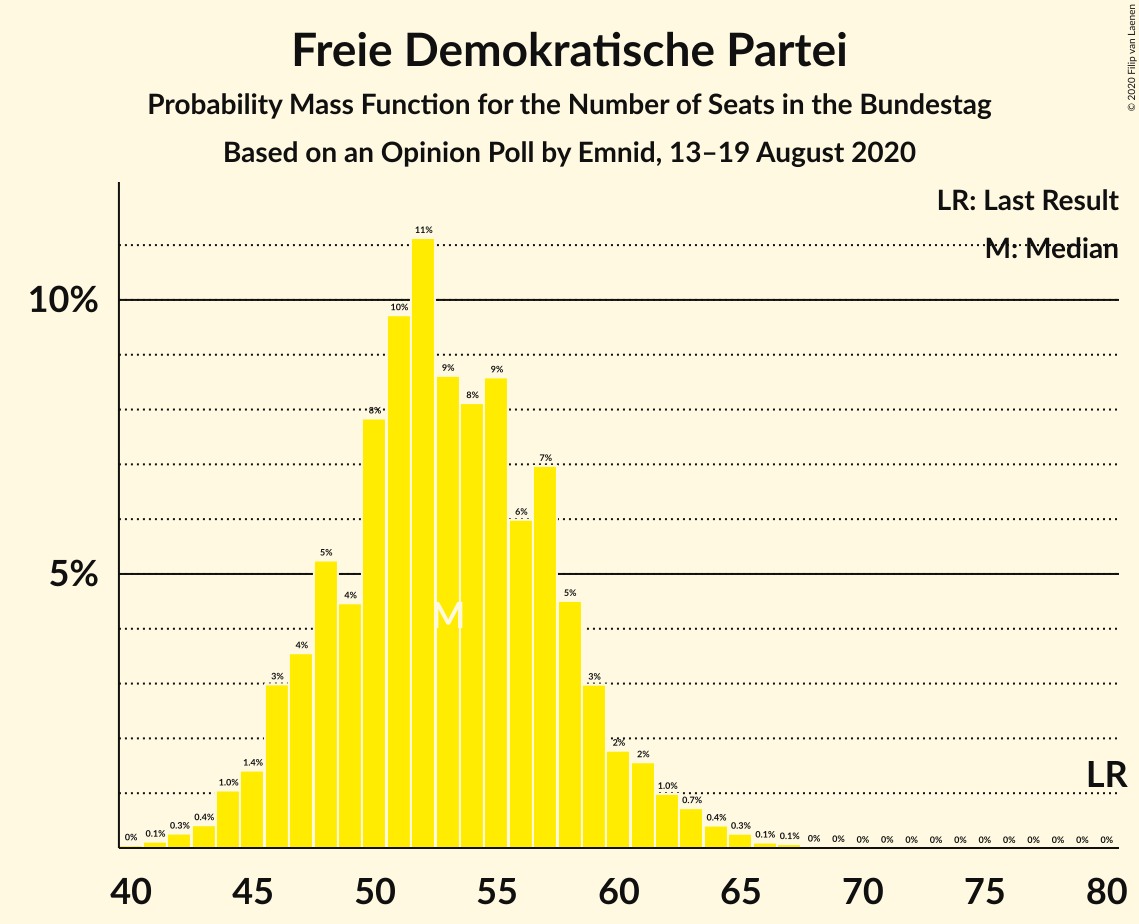 Freie Demokratische Partei
Probability Mass Function for the Number of Seats in the Bundestag
Based on an Opinion Poll by Emnid, 13–19 August 2020
© 2020 Filip van Laenen
LR: Last Result
M: Median
10%
5%
0% 0.1% 0.3% 0.4% 1.0% 1.4% 3% 4% 5% 4% 8% 10% 11% 9% 8% 9% 6% 7% 5% 3% 2% 2% 1.0% 0.7% 0.4% 0.3% 0.1% 0.1% 0% 0% 0% 0% 0% 0% 0% 0% 0% 0% 0% 0% 0%
M
LR
40 45 50 55 60 65 70 75 80